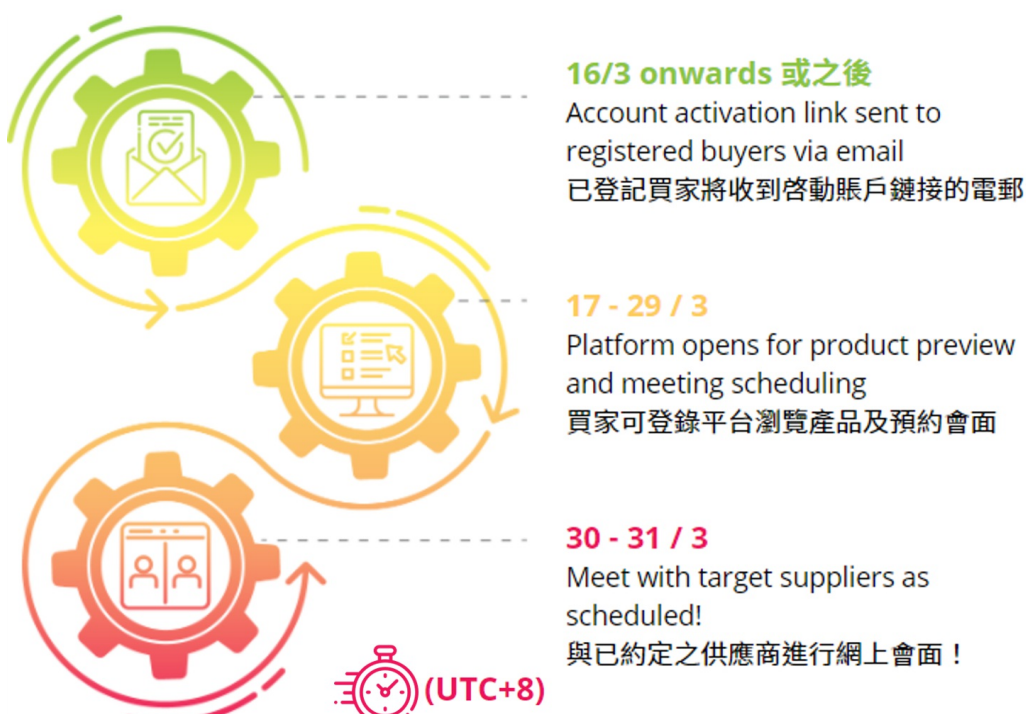 16/3 onwards 或之後
Account activation link sent to
registered buyers via email
已登記買家將收到啓動賬戶鏈接的電郵
17 - 29 / 3
Platform opens for product preview
and meeting scheduling
買家可登錄平台瀏覽產品及預約會面
30 - 31 / 3
Meet with target suppliers as
scheduled!
與已約定之供應商進行網上會面！
(UTC+8)